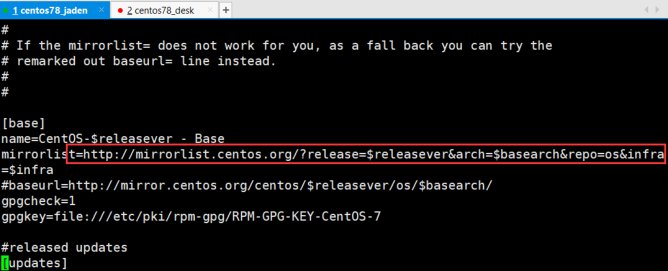 1 centos78_jaden × 2 centos78_desk × +
#
# If the mirrorlist= does not work for you, as a fall back you can try the
# remarked out baseurl= line instead.
#
#
[base]
name=CentOS-$releasever - Base
mirrorlist=http://mirrorlist.centos.org/?release=$releasever&arch=$basearch&repo=os&infra
=$infra
#baseurl=http://mirror.centos.org/centos/$releasever/os/$basearch/
gpgcheck=1
gpgkey=file:///etc/pki/rpm-gpg/RPM-GPG-KEY-CentOS-7
#released updates
[updates]